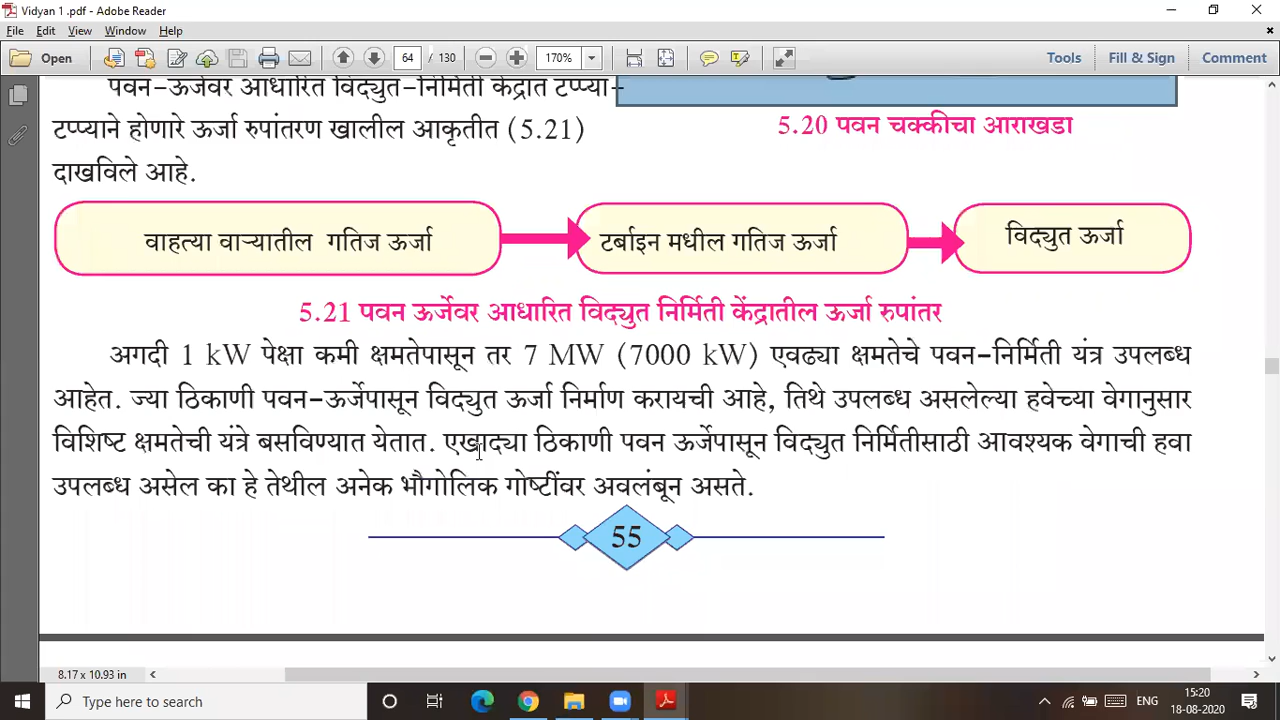 Vidyan 1 .pdf - Adobe Reader
File Edit View Window Help
Open 64 / 130 170% Tools Fill & Sign Comment
पवन-ऊर्जेवर आधारित विद्युत-निमिती केंद्रात टप्प्या-
टप्प्याने होणारे ऊर्जा रुपांतरण खालील आकृतीत (5.21)
दाखविले आहे.
5.20 पवन चक्कीचा आराखडा
वाहत्या वाऱ्यातील गतिज ऊर्जा
टर्बाइन मधील गतिज ऊर्जा
विद्युत ऊर्जा
5.21 पवन ऊर्जेवर आधारित विद्युत निर्मिती केंद्रातील ऊर्जा रुपांतर
अगदी 1 kW पेक्षा कमी क्षमतेपासून तर 7 MW (7000 kW) एवढ्या क्षमतेचे पवन-निर्मिती यंत्र उपलब्ध
आहेत. ज्या ठिकाणी पवन-ऊर्जेपासून विद्युत ऊर्जा निर्माण करायची आहे, तिथे उपलब्ध असलेल्या हवेच्या वेगानुसार
विशिष्ट क्षमतेची यंत्रे बसविण्यात येतात. एखाद्या ठिकाणी पवन ऊर्जेपासून विद्युत निर्मितीसाठी आवश्यक वेगाची हवा
उपलब्ध असेल का हे तेथील अनेक भौगोलिक गोष्टींवर अवलंबून असते.
55
8.17 x 10.93 in
Type here to search
ENG
15:20
18-08-2020